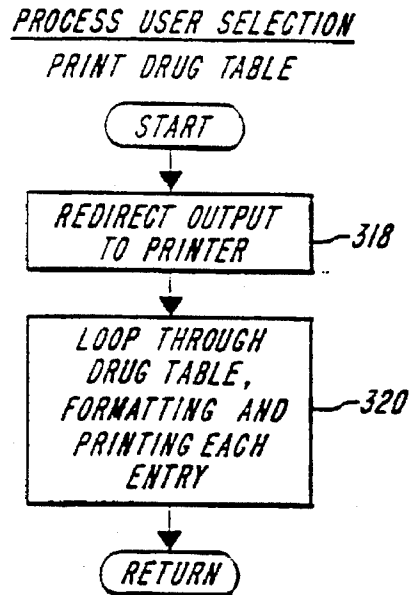 PROCESS USER SELECTION
PRINT DRUG TABLE
START
REDIRECT OUTPUT
TO PRINTER
318
LOOP THROUGH
DRUG TABLE,
FORMATTING AND
PRINTING EACH
ENTRY
320
RETURN